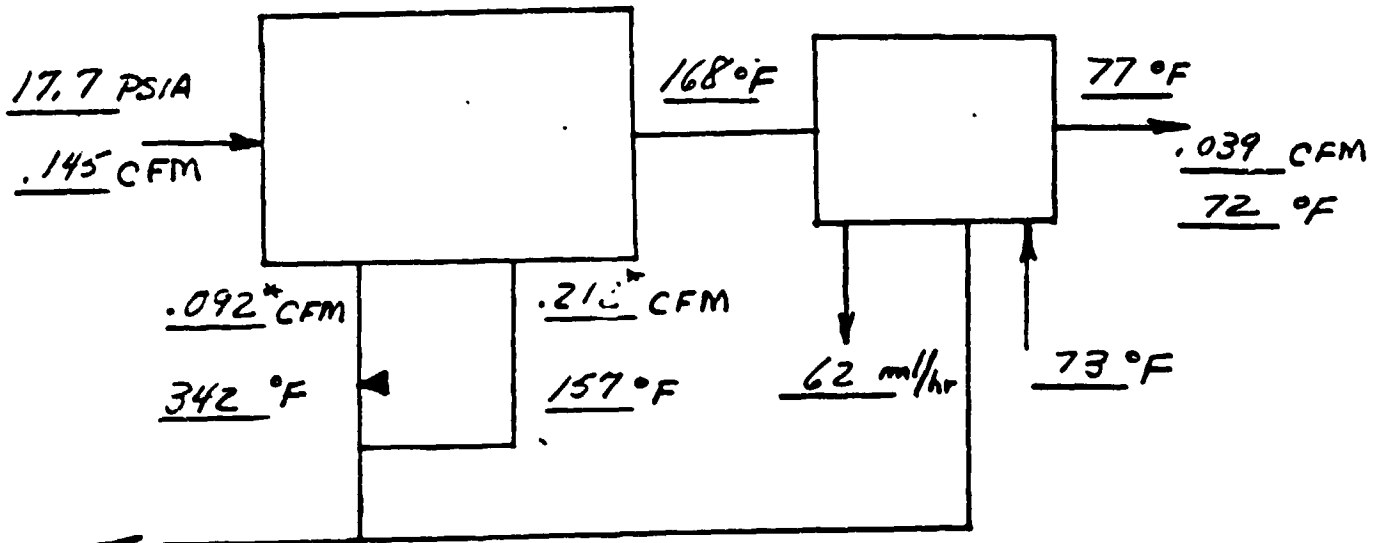 17.7 PSIA
.145 CFM
168 °F
77 °F
.039 CFM
72 °F
.092* CFM
342 °F
CFM
157 °F
62 ml/hr
73 °F